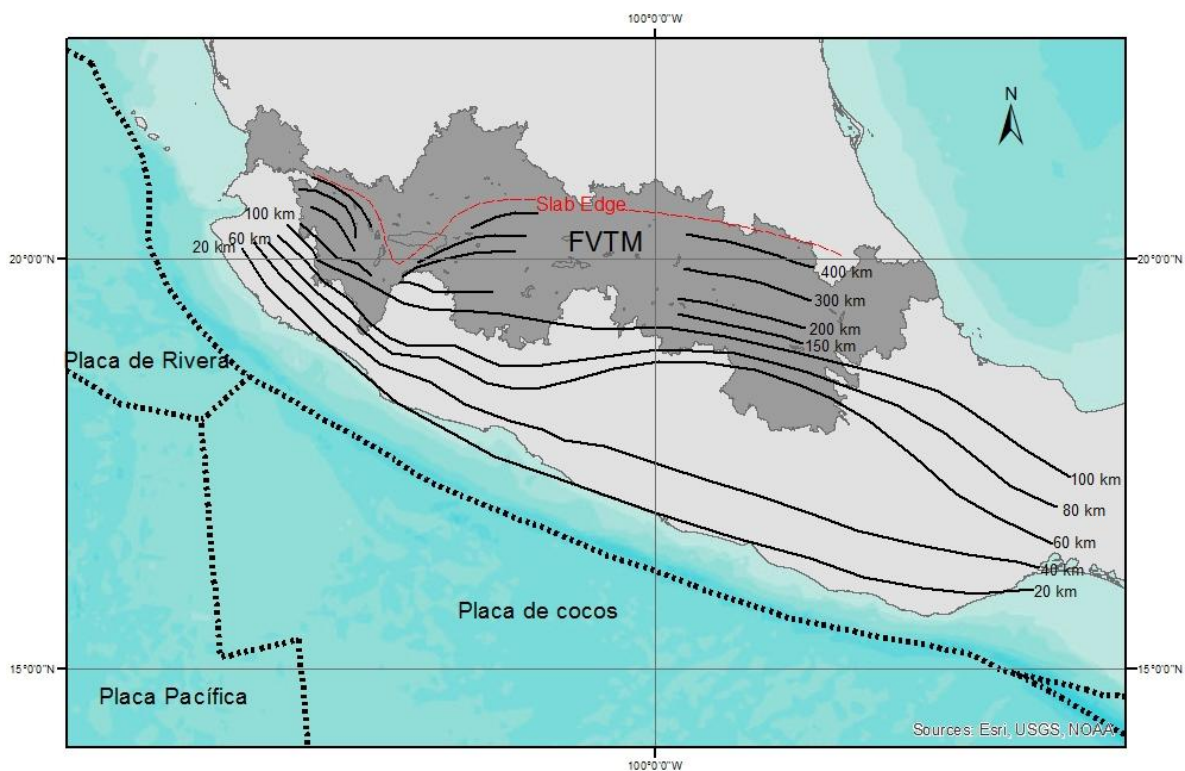 100°0'0"W
N
Slab Edge
100 km
60 km
20 km
FVTM
20°0'0"N
20°0'0"N
400 km
300 km
200 km
150 km
Placa de Rivera
100 km
80 km
60 km
40 km
20 km
Placa de cocos
15°0'0"N
15°0'0"N
Placa Pacífica
Sources: Esri, USGS, NOAA
100°0'0"W